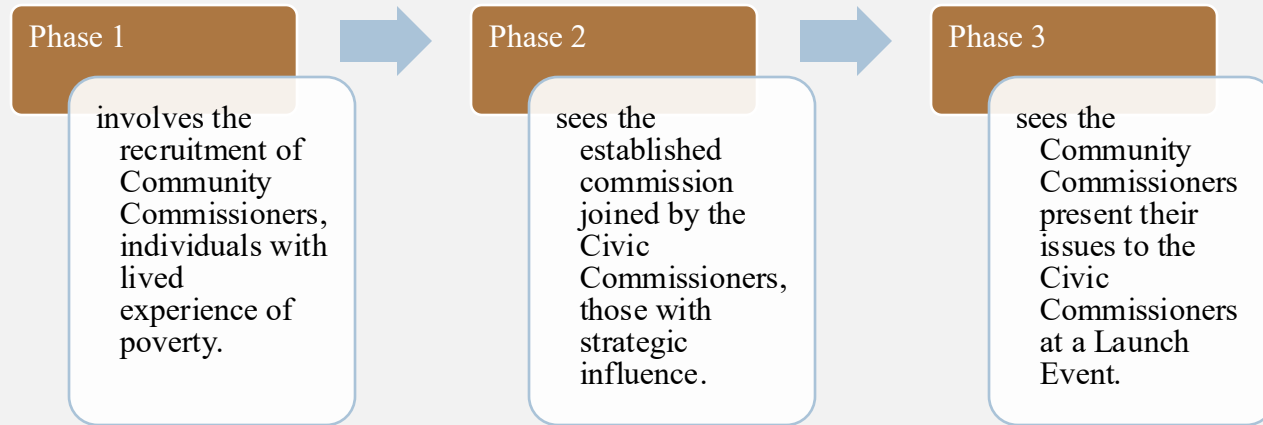 Phase 1
involves the
recruitment of
Community
Commissioners,
individuals with
lived
experience of
poverty.
Phase 2
sees the
established
commission
joined by the
Civic
Commissioners,
those with
strategic
influence.
Phase 3
sees the
Community
Commissioners
present their
issues to the
Civic
Commissioners
at a Launch
Event.